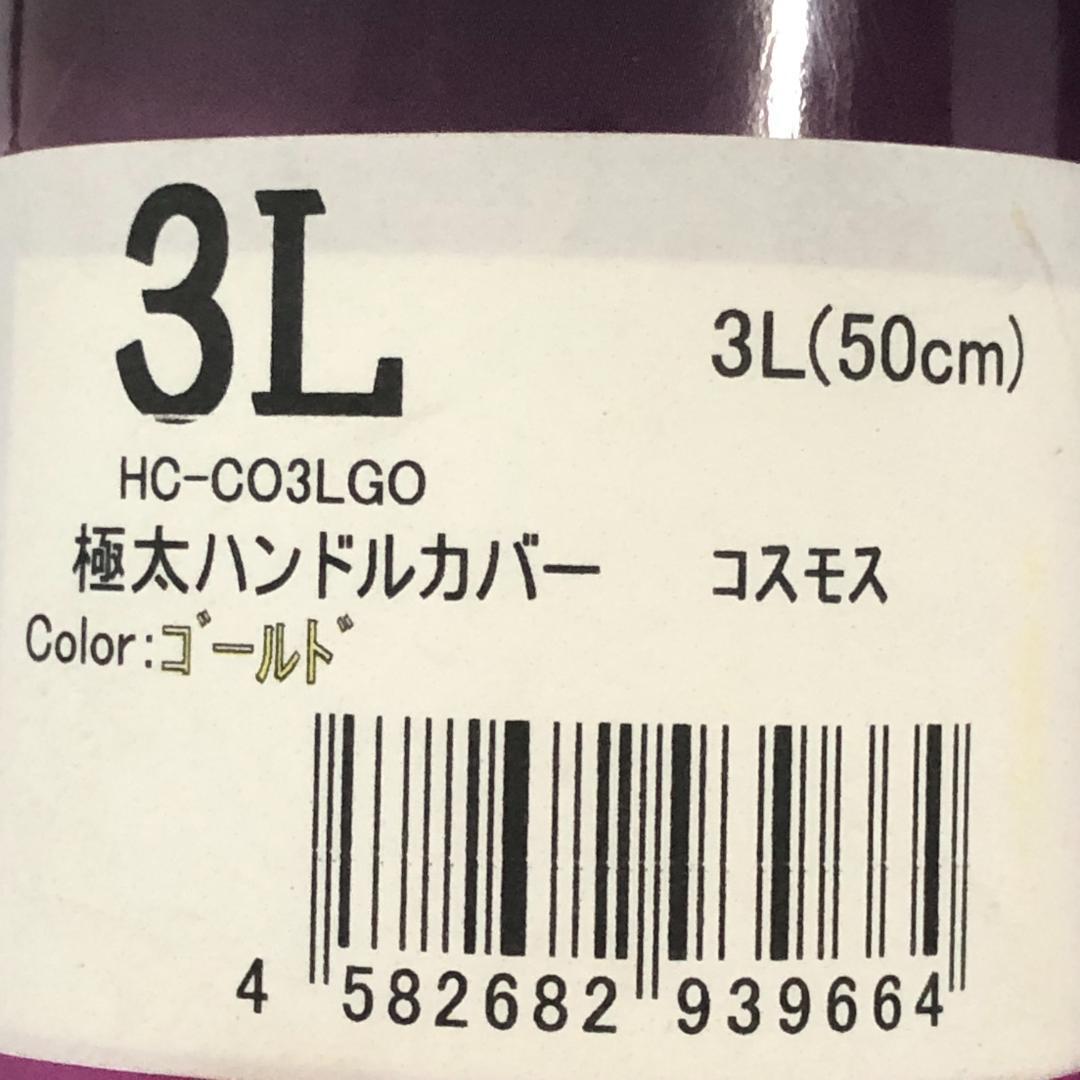 3L
3L(50cm)
HC-CO3LGO
極太ハンドルカバー コスモス
Color:ゴールド
4 582682 939664